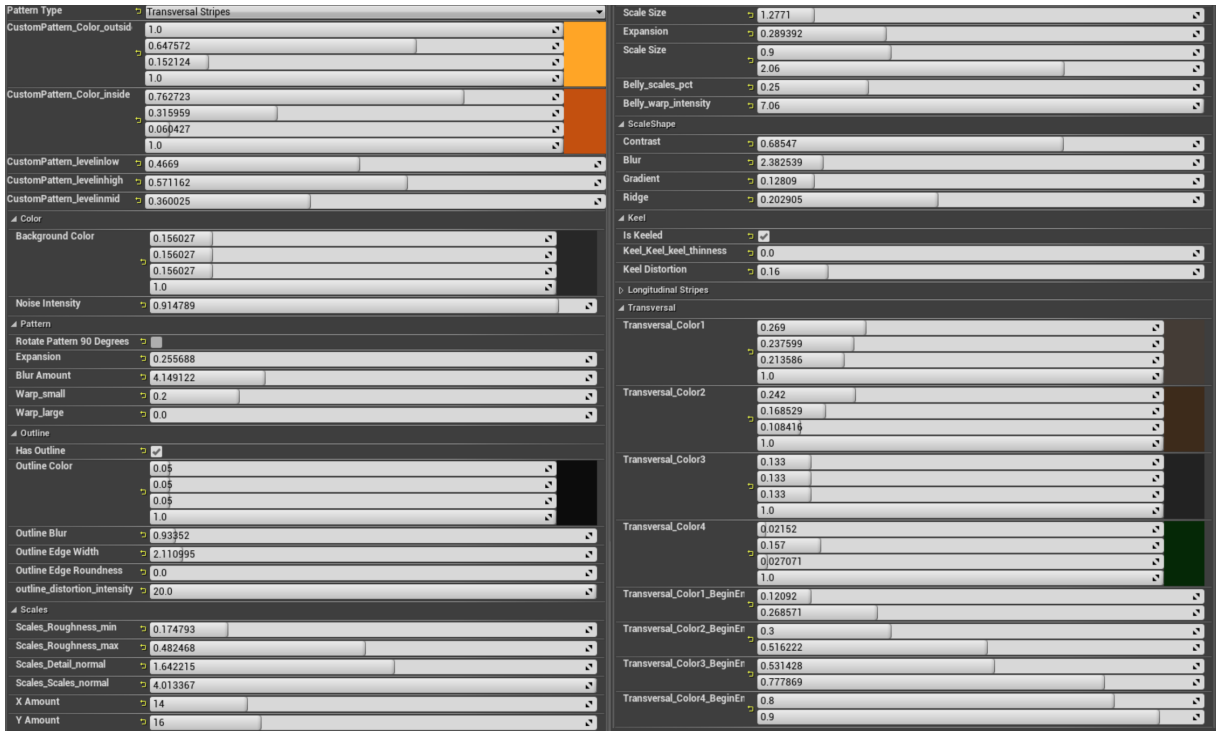 Pattern Type Transversal Stripes
CustomPattern_Color_outsid 1.0
0.647572
0.152124
1.0
CustomPattern_Color_inside 0.762723
0.315959
0.060427
1.0
CustomPattern_levelinlow 0.4669
CustomPattern_levelinhigh 0.571162
CustomPattern_levelinmid 0.360025
Color
Background Color 0.156027
0.156027
0.156027
1.0
Noise Intensity 0.914789
Pattern
Rotate Pattern 90 Degrees
Expansion 0.255688
Blur Amount 4.149122
Warp_small 0.2
Warp_large 0.0
Outline
Has Outline
Outline Color 0.05
0.05
0.05
1.0
Outline Blur 0.93352
Outline Edge Width 2.110995
Outline Edge Roundness 0.0
outline_distortion_intensity 20.0
Scales
Scales_Roughness_min 0.174793
Scales_Roughness_max 0.482468
Scales_Detail_normal 1.642215
Scales_Scales_normal 4.013367
X Amount 14
Y Amount 16
Scale Size 1.2771
Expansion 0.289392
Scale Size 0.9
2.06
Belly_scales_pct 0.25
Belly_warp_intensity 7.06
ScaleShape
Contrast 0.68547
Blur 2.382539
Gradient 0.12809
Ridge 0.202905
Keel
Is Keeled
Keel_Keel_keel_thinness 0.0
Keel Distortion 0.16
Longitudinal Stripes
Transversal
Transversal_Color1 0.269
0.237599
0.213586
1.0
Transversal_Color2 0.242
0.168529
0.108416
1.0
Transversal_Color3 0.133
0.133
0.133
1.0
Transversal_Color4 0.02152
0.157
0.027071
1.0
Transversal_Color1_BeginEn 0.12092
0.268571
Transversal_Color2_BeginEn 0.3
0.516222
Transversal_Color3_BeginEn 0.531428
0.777869
Transversal_Color4_BeginEn 0.8
0.9